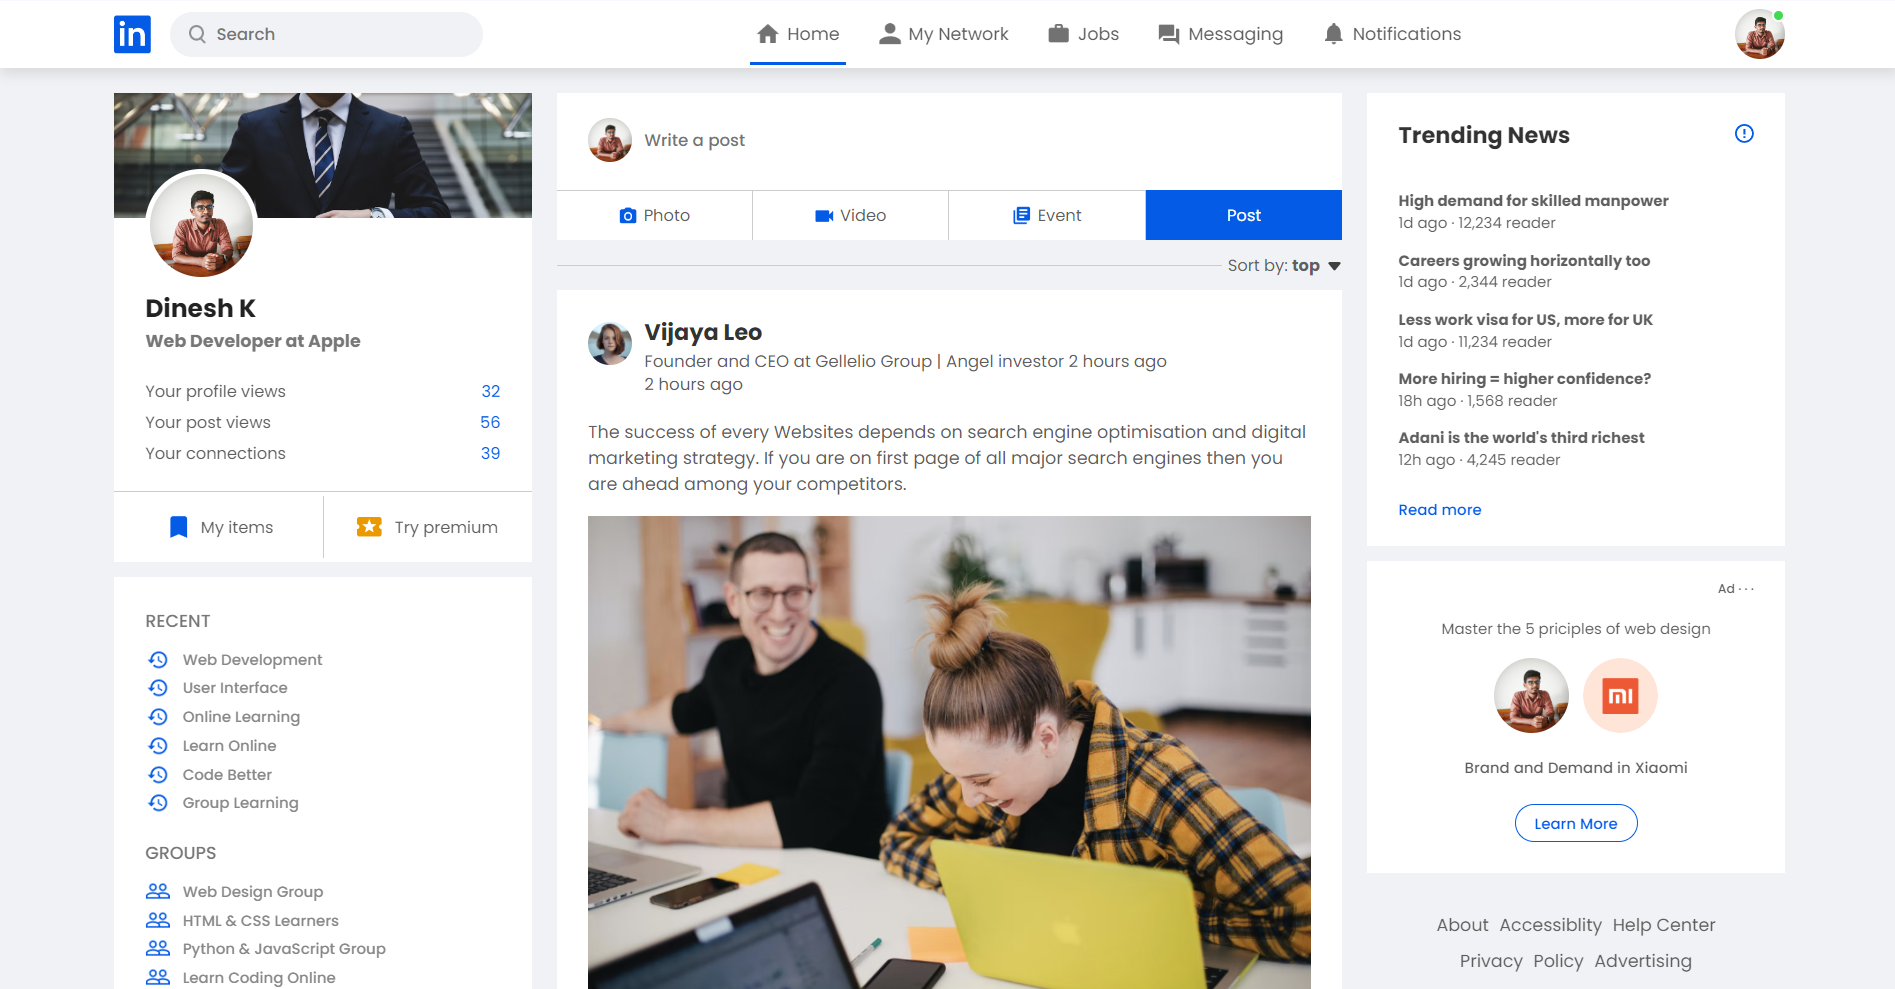 in
Search
Home
My Network
Jobs
Messaging
Notifications
Dinesh K
Web Developer at Apple
Your profile views 32
Your post views 56
Your connections 39
My items
Try premium
RECENT
Web Development
User Interface
Online Learning
Learn Online
Code Better
Group Learning
GROUPS
Web Design Group
HTML & CSS Learners
Python & JavaScript Group
Learn Coding Online
Write a post
Photo
Video
Event
Post
Sort by: top
Vijaya Leo
Founder and CEO at Gellelio Group | Angel investor 2 hours ago
2 hours ago
The success of every Websites depends on search engine optimisation and digital
marketing strategy. If you are on first page of all major search engines then you
are ahead among your competitors.
Trending News
High demand for skilled manpower
1d ago · 12,234 reader
Careers growing horizontally too
1d ago · 2,344 reader
Less work visa for US, more for UK
1d ago · 11,234 reader
More hiring = higher confidence?
18h ago · 1,568 reader
Adani is the world's third richest
12h ago · 4,245 reader
Read more
Ad ···
Master the 5 priciples of web design
mi
Brand and Demand in Xiaomi
Learn More
About Accessiblity Help Center
Privacy Policy Advertising